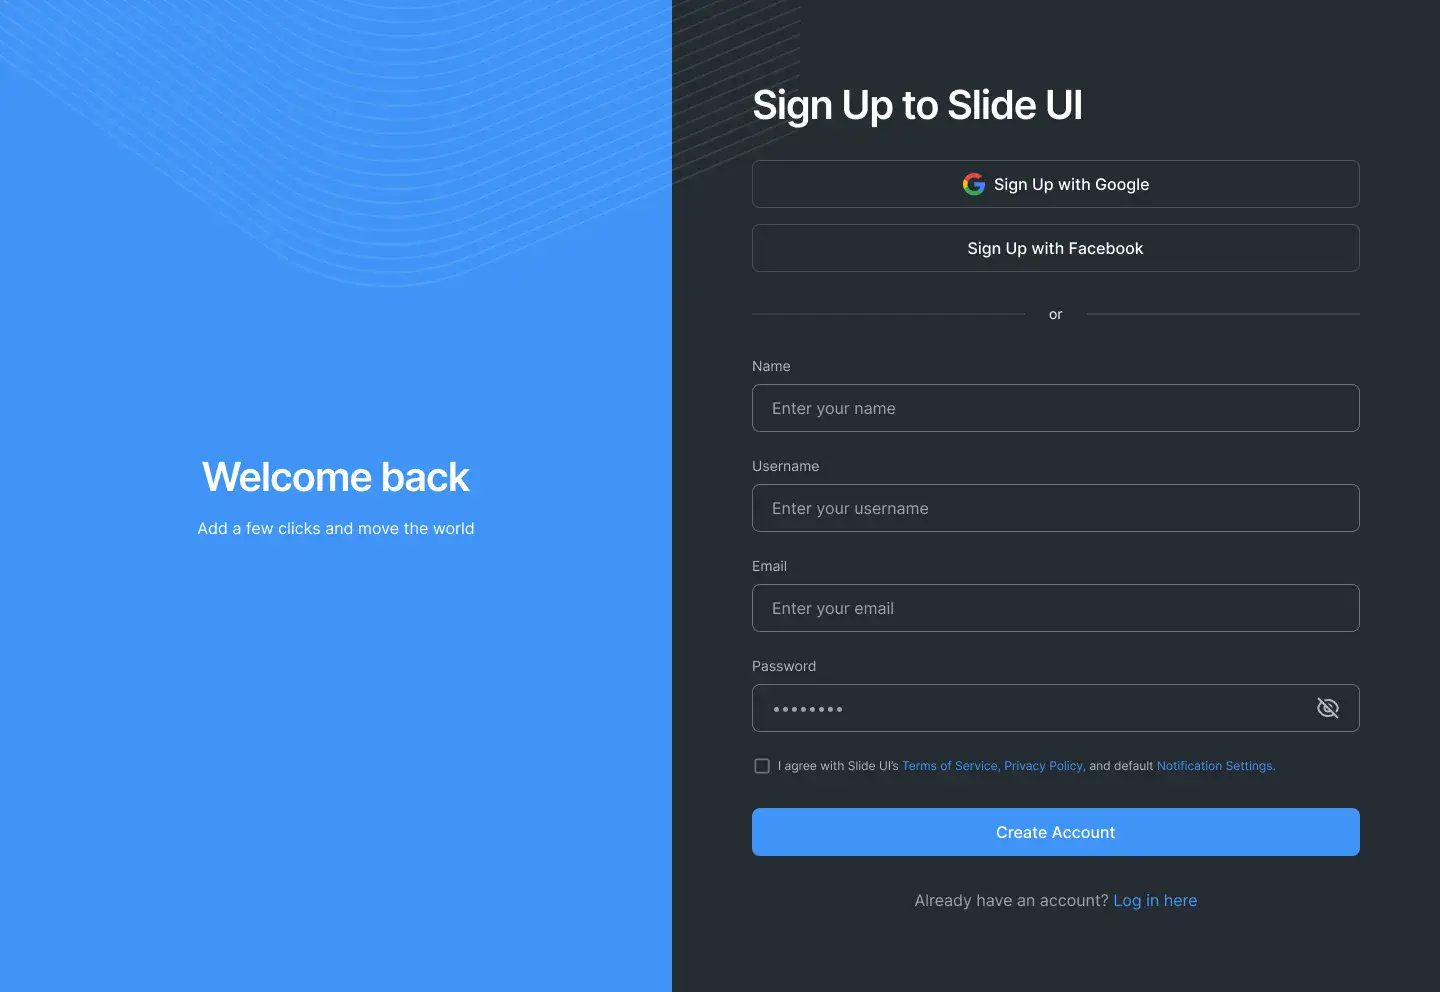 Welcome back
Add a few clicks and move the world
Sign Up to Slide UI
Sign Up with Google
Sign Up with Facebook
or
Name
Enter your name
Username
Enter your username
Email
Enter your email
Password
••••••••
I agree with Slide UI's Terms of Service, Privacy Policy, and default Notification Settings.
Create Account
Already have an account? Log in here